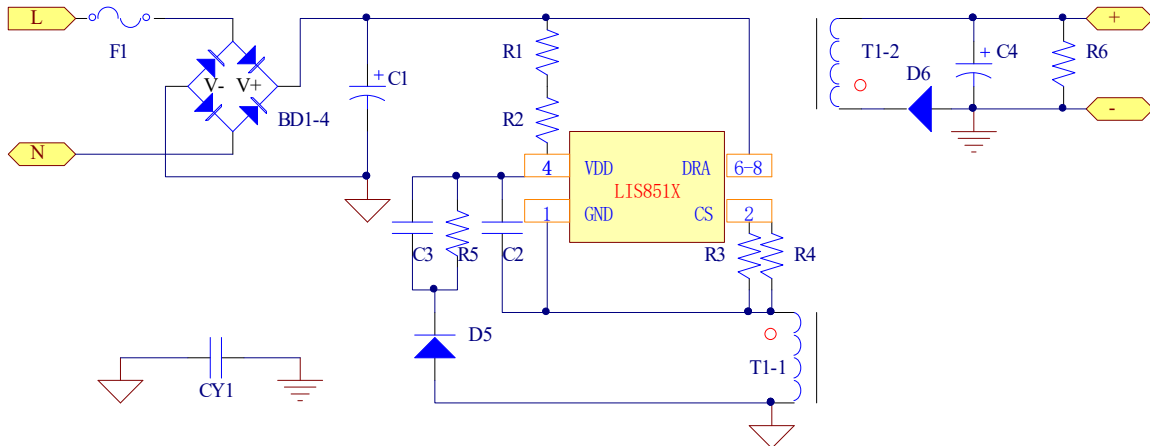 L
F1
V-
V+
BD1-4
N
+
C1
R1
R2
4
VDD
DRA
6-8
LIS851X
1
GND
CS
2
C3
R5
C2
R3
R4
D5
T1-1
CY1
T1-2
D6
+
C4
R6
+
-